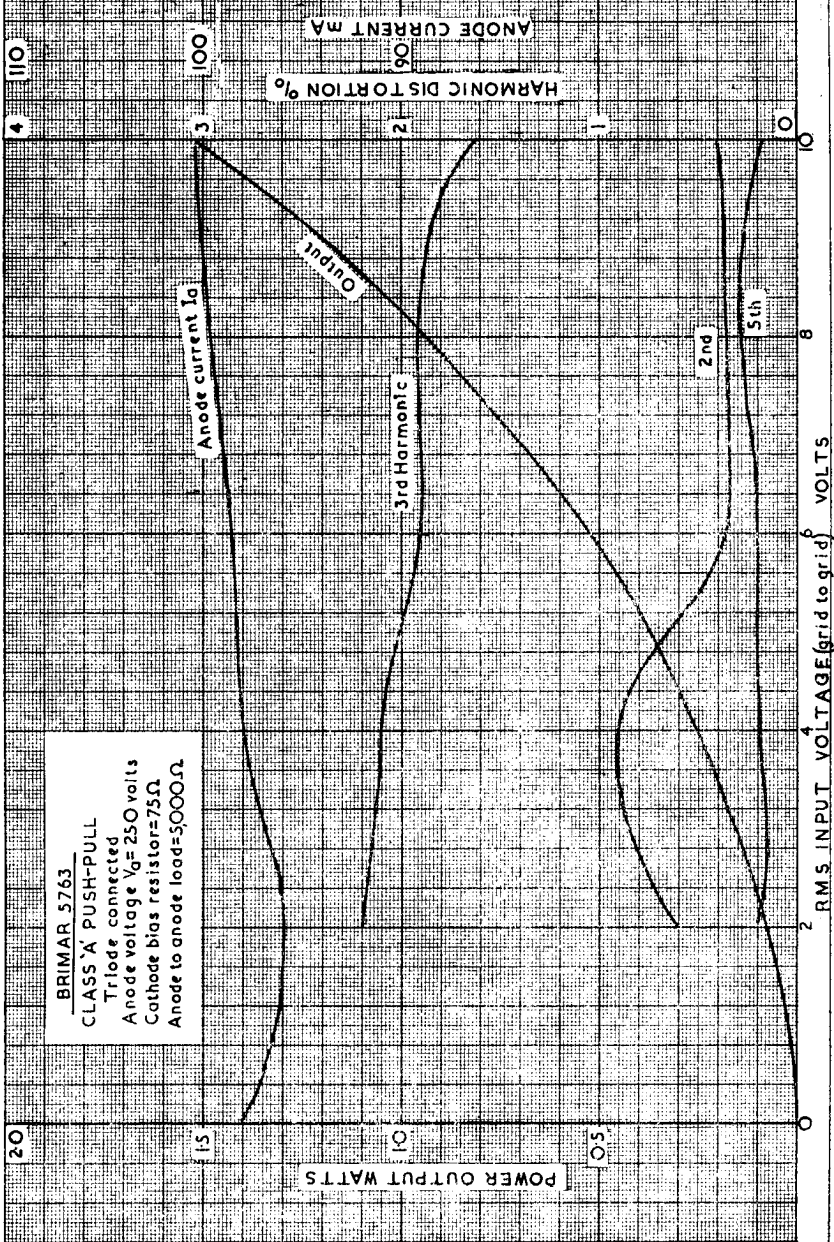 BRIMAR 5763
CLASS 'A' PUSH-PULL
Triode connected
Anode voltage Va=250 volts
Cathode bias resistor=75Ω
Anode to anode load=5,000Ω
ANODE CURRENT mA
110
100
90
HARMONIC DISTORTION %
4
3
2
1
0
Anode current Ia
Output
3rd Harmonic
2nd
5th
POWER OUTPUT WATTS
2·0
1·5
1·0
0·5
0
2
4
6
8
10
RMS INPUT VOLTAGE (grid to grid) VOLTS